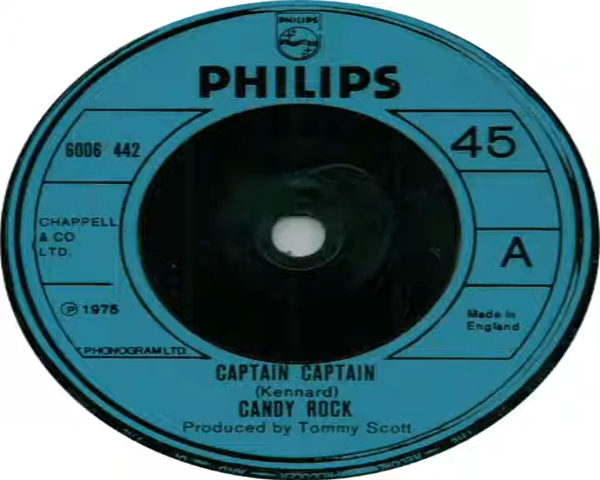 PHILIPS
PHILIPS
6006 442
45
CHAPPELL
& CO
LTD.
A
℗ 1975
Made in
England
PHONOGRAM LTD.
CAPTAIN CAPTAIN
(Kennard)
CANDY ROCK
Produced by Tommy Scott